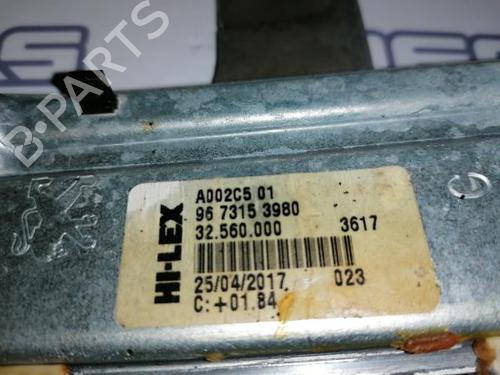 B-PARTS
HI-LEX
A002C5 01
96 7315 3980
32.560.000 3617
25/04/2017 023
C:+01.84